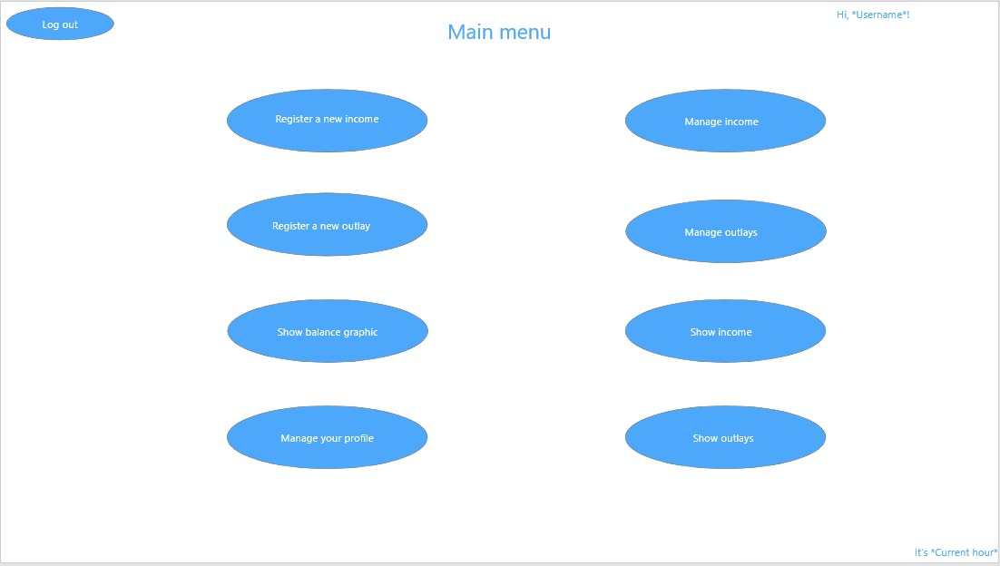 Log out
Hi, *Username*!
Main menu
Register a new income
Manage income
Register a new outlay
Manage outlays
Show balance graphic
Show income
Manage your profile
Show outlays
It's *Current hour*